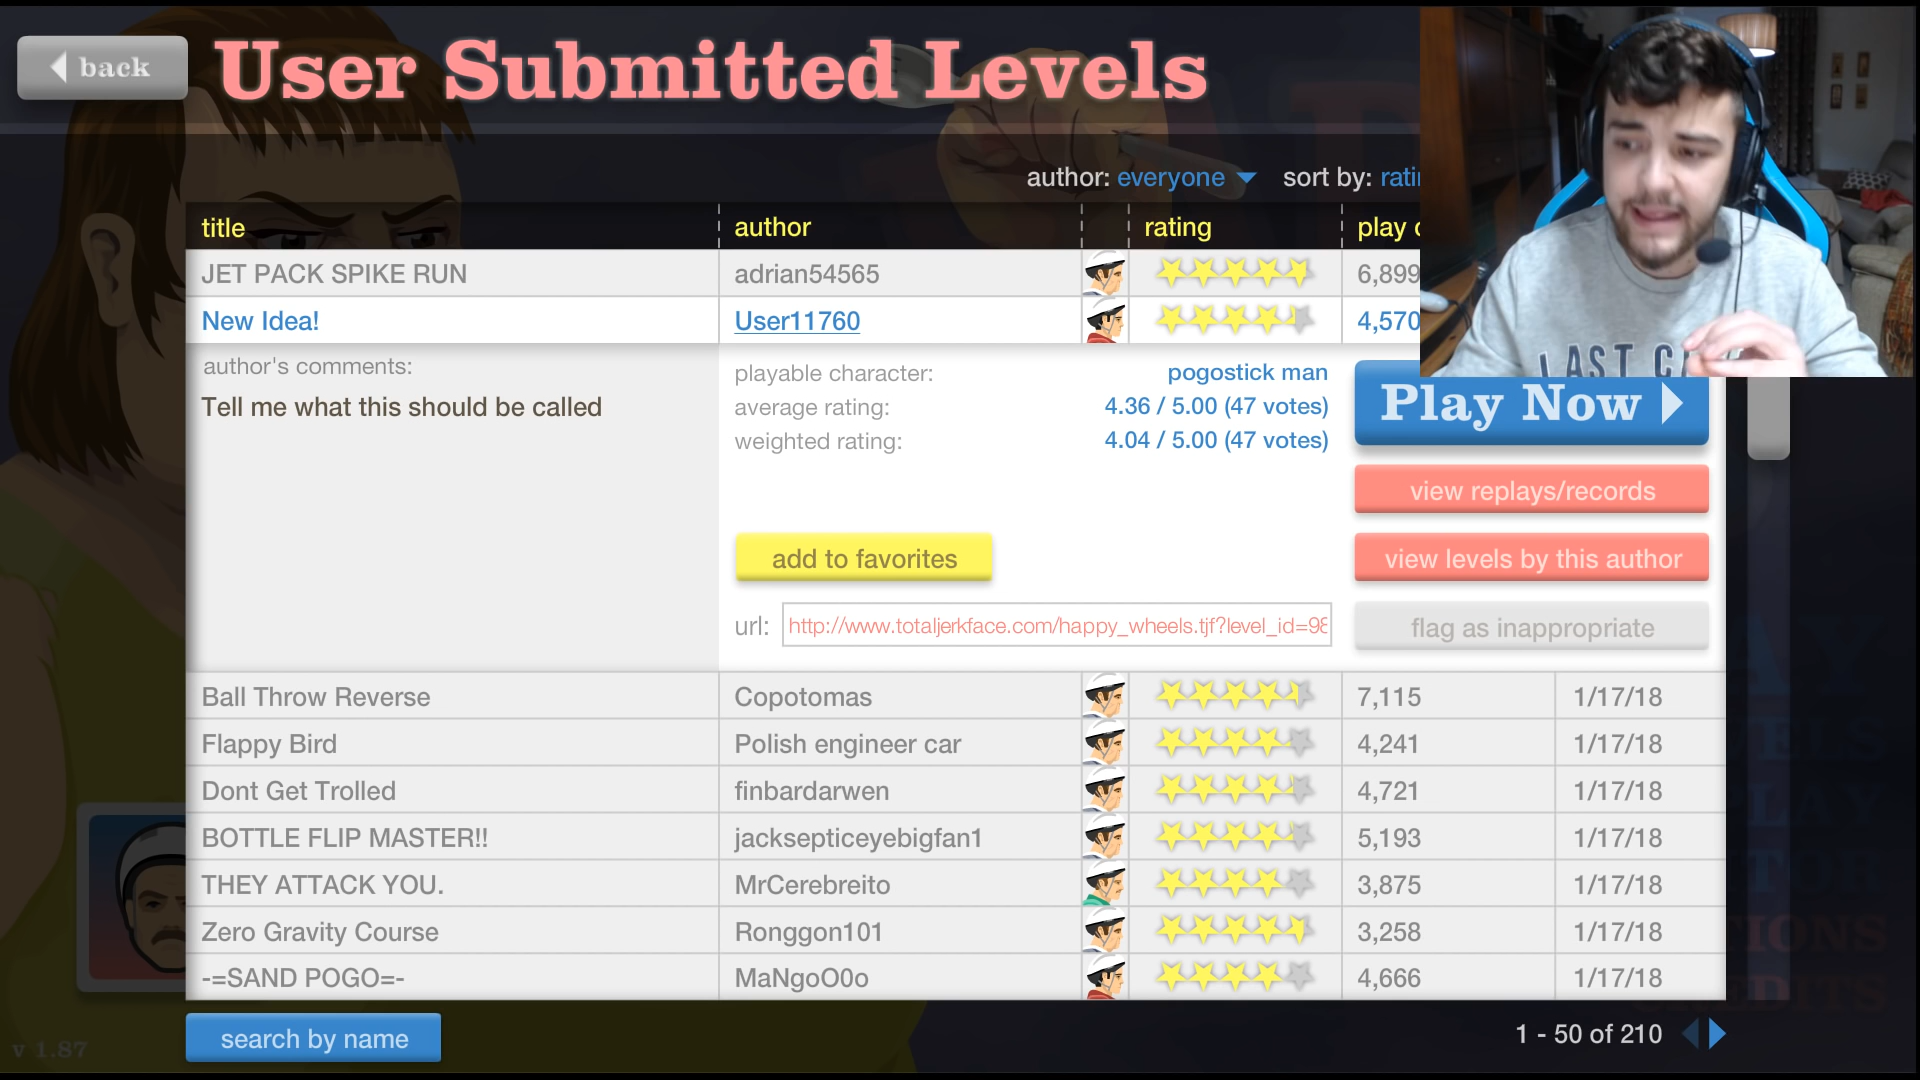 back
User Submitted Levels
author: everyone sort by:
title author rating play
JET PACK SPIKE RUN adrian54565 6,899
New Idea! User11760 4,570
author's comments:
Tell me what this should be called
playable character: pogostick man
average rating: 4.36 / 5.00 (47 votes)
weighted rating: 4.04 / 5.00 (47 votes)
LAST
Play Now
view replays/records
add to favorites
view levels by this author
url: http://www.totaljerkface.com/happy_wheels.tjf?level_id=98
flag as inappropriate
Ball Throw Reverse Copotomas 7,115 1/17/18
Flappy Bird Polish engineer car 4,241 1/17/18
Dont Get Trolled finbardarwen 4,721 1/17/18
BOTTLE FLIP MASTER!! jacksepticeyebigfan1 5,193 1/17/18
THEY ATTACK YOU. MrCerebreito 3,875 1/17/18
Zero Gravity Course Ronggon101 3,258 1/17/18
-=SAND POGO=- MaNgoO0o 4,666 1/17/18
search by name
1 - 50 of 210
v 1.87